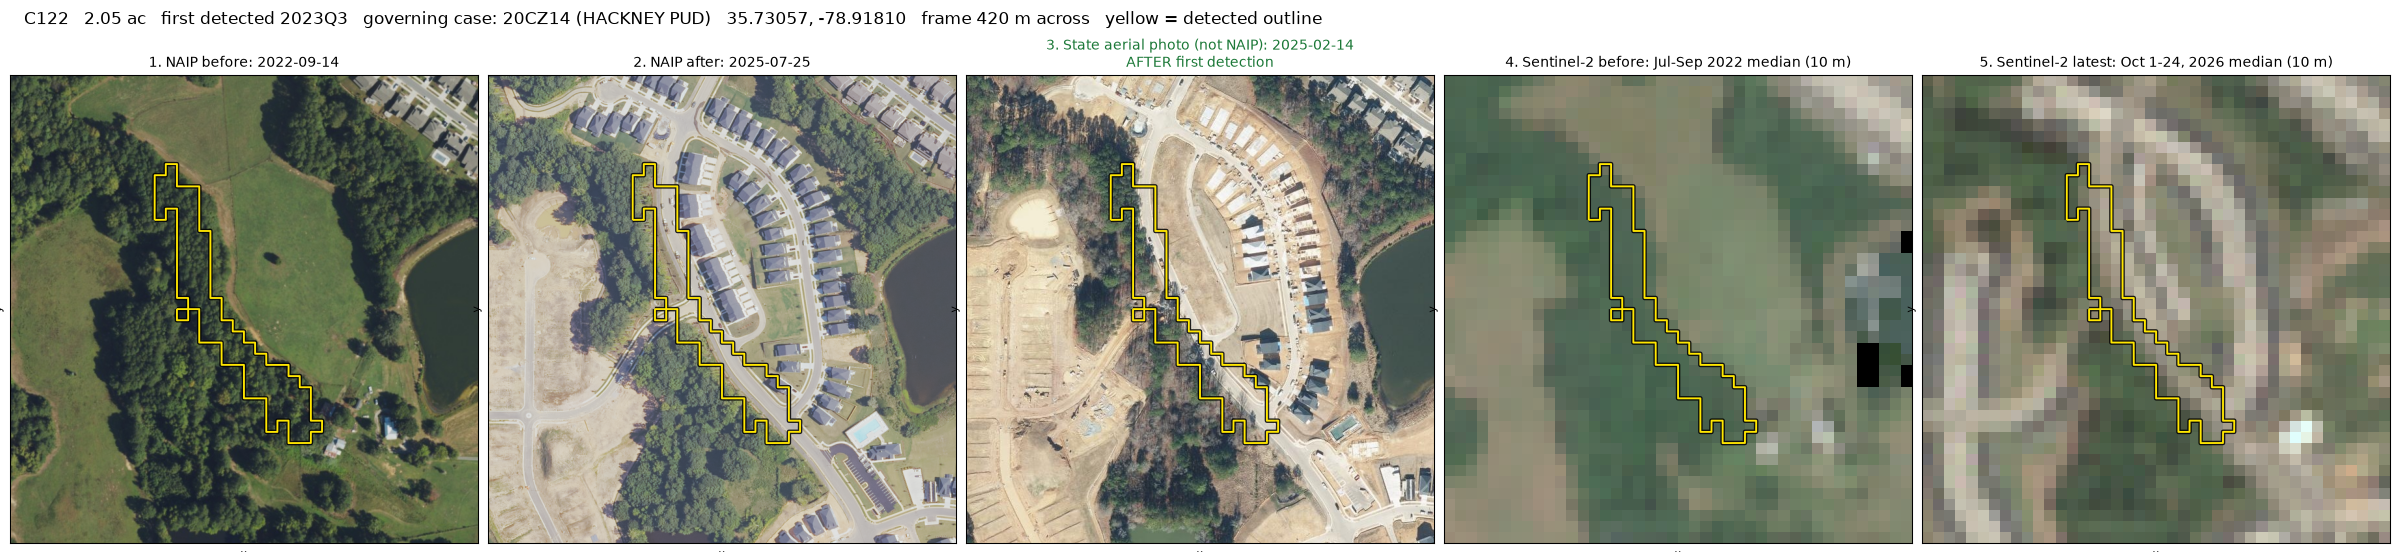 C122   2.05 ac   first detected 2023Q3   governing case: 20CZ14 (HACKNEY PUD)   35.73057, -78.91810   frame 420 m across   yellow = detected outline
1. NAIP before: 2022-09-14
2. NAIP after: 2025-07-25
3. State aerial photo (not NAIP): 2025-02-14
AFTER first detection
4. Sentinel-2 before: Jul-Sep 2022 median (10 m)
5. Sentinel-2 latest: Oct 1-24, 2026 median (10 m)